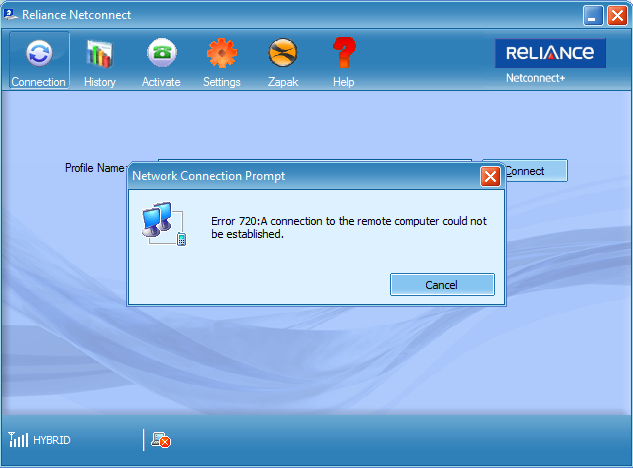 Reliance Netconnect
Connection History Activate Settings Zapak Help
RELIANCE
Netconnect+
Profile Name:
Connect
Network Connection Prompt
Error 720:A connection to the remote computer could not
be established.
Cancel
HYBRID